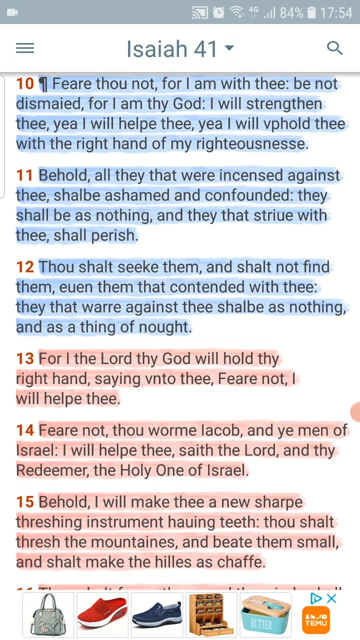 84% 17:54
Isaiah 41
10 ¶ Feare thou not, for I am with thee: be not
dismaied, for I am thy God: I will strengthen
thee, yea I will helpe thee, yea I will vphold thee
with the right hand of my righteousnesse.
11 Behold, all they that were incensed against
thee, shalbe ashamed and confounded: they
shall be as nothing, and they that striue with
thee, shall perish.
12 Thou shalt seeke them, and shalt not find
them, euen them that contended with thee:
they that warre against thee shalbe as nothing,
and as a thing of nought.
13 For I the Lord thy God will hold thy
right hand, saying vnto thee, Feare not, I
will helpe thee.
14 Feare not, thou worme Iacob, and ye men of
Israel: I will helpe thee, saith the Lord, and thy
Redeemer, the Holy One of Israel.
15 Behold, I will make thee a new sharpe
threshing instrument hauing teeth: thou shalt
thresh the mountaines, and beate them small,
and shalt make the hilles as chaffe.
BUTTER
TEMU